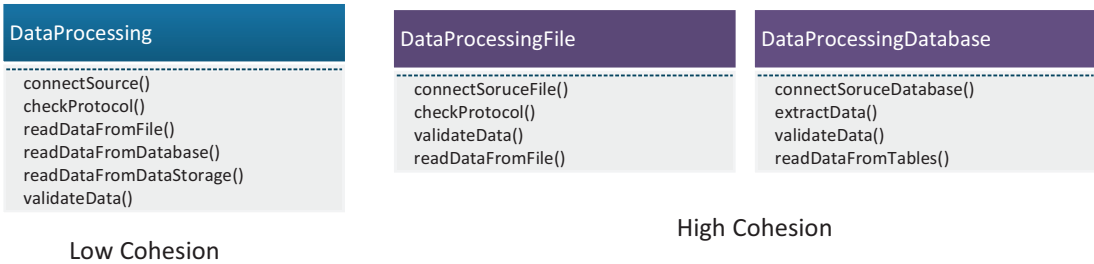 DataProcessing
connectSource()
checkProtocol()
readDataFromFile()
readDataFromDatabase()
readDataFromDataStorage()
validateData()
Low Cohesion
DataProcessingFile
connectSoruceFile()
checkProtocol()
validateData()
readDataFromFile()
DataProcessingDatabase
connectSoruceDatabase()
extractData()
validateData()
readDataFromTables()
High Cohesion